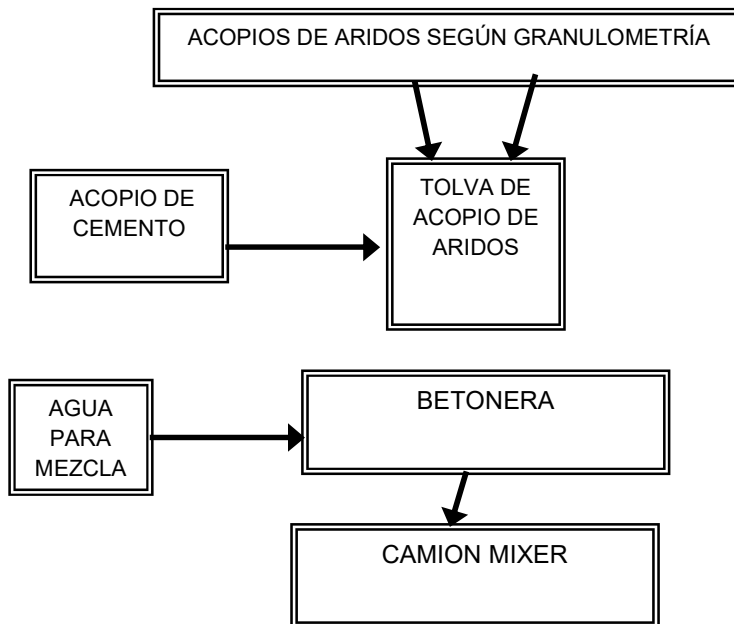 ACOPIOS DE ARIDOS SEGÚN GRANULOMETRÍA
ACOPIO DE
CEMENTO
TOLVA DE
ACOPIO DE
ARIDOS
AGUA
PARA
MEZCLA
BETONERA
CAMION MIXER